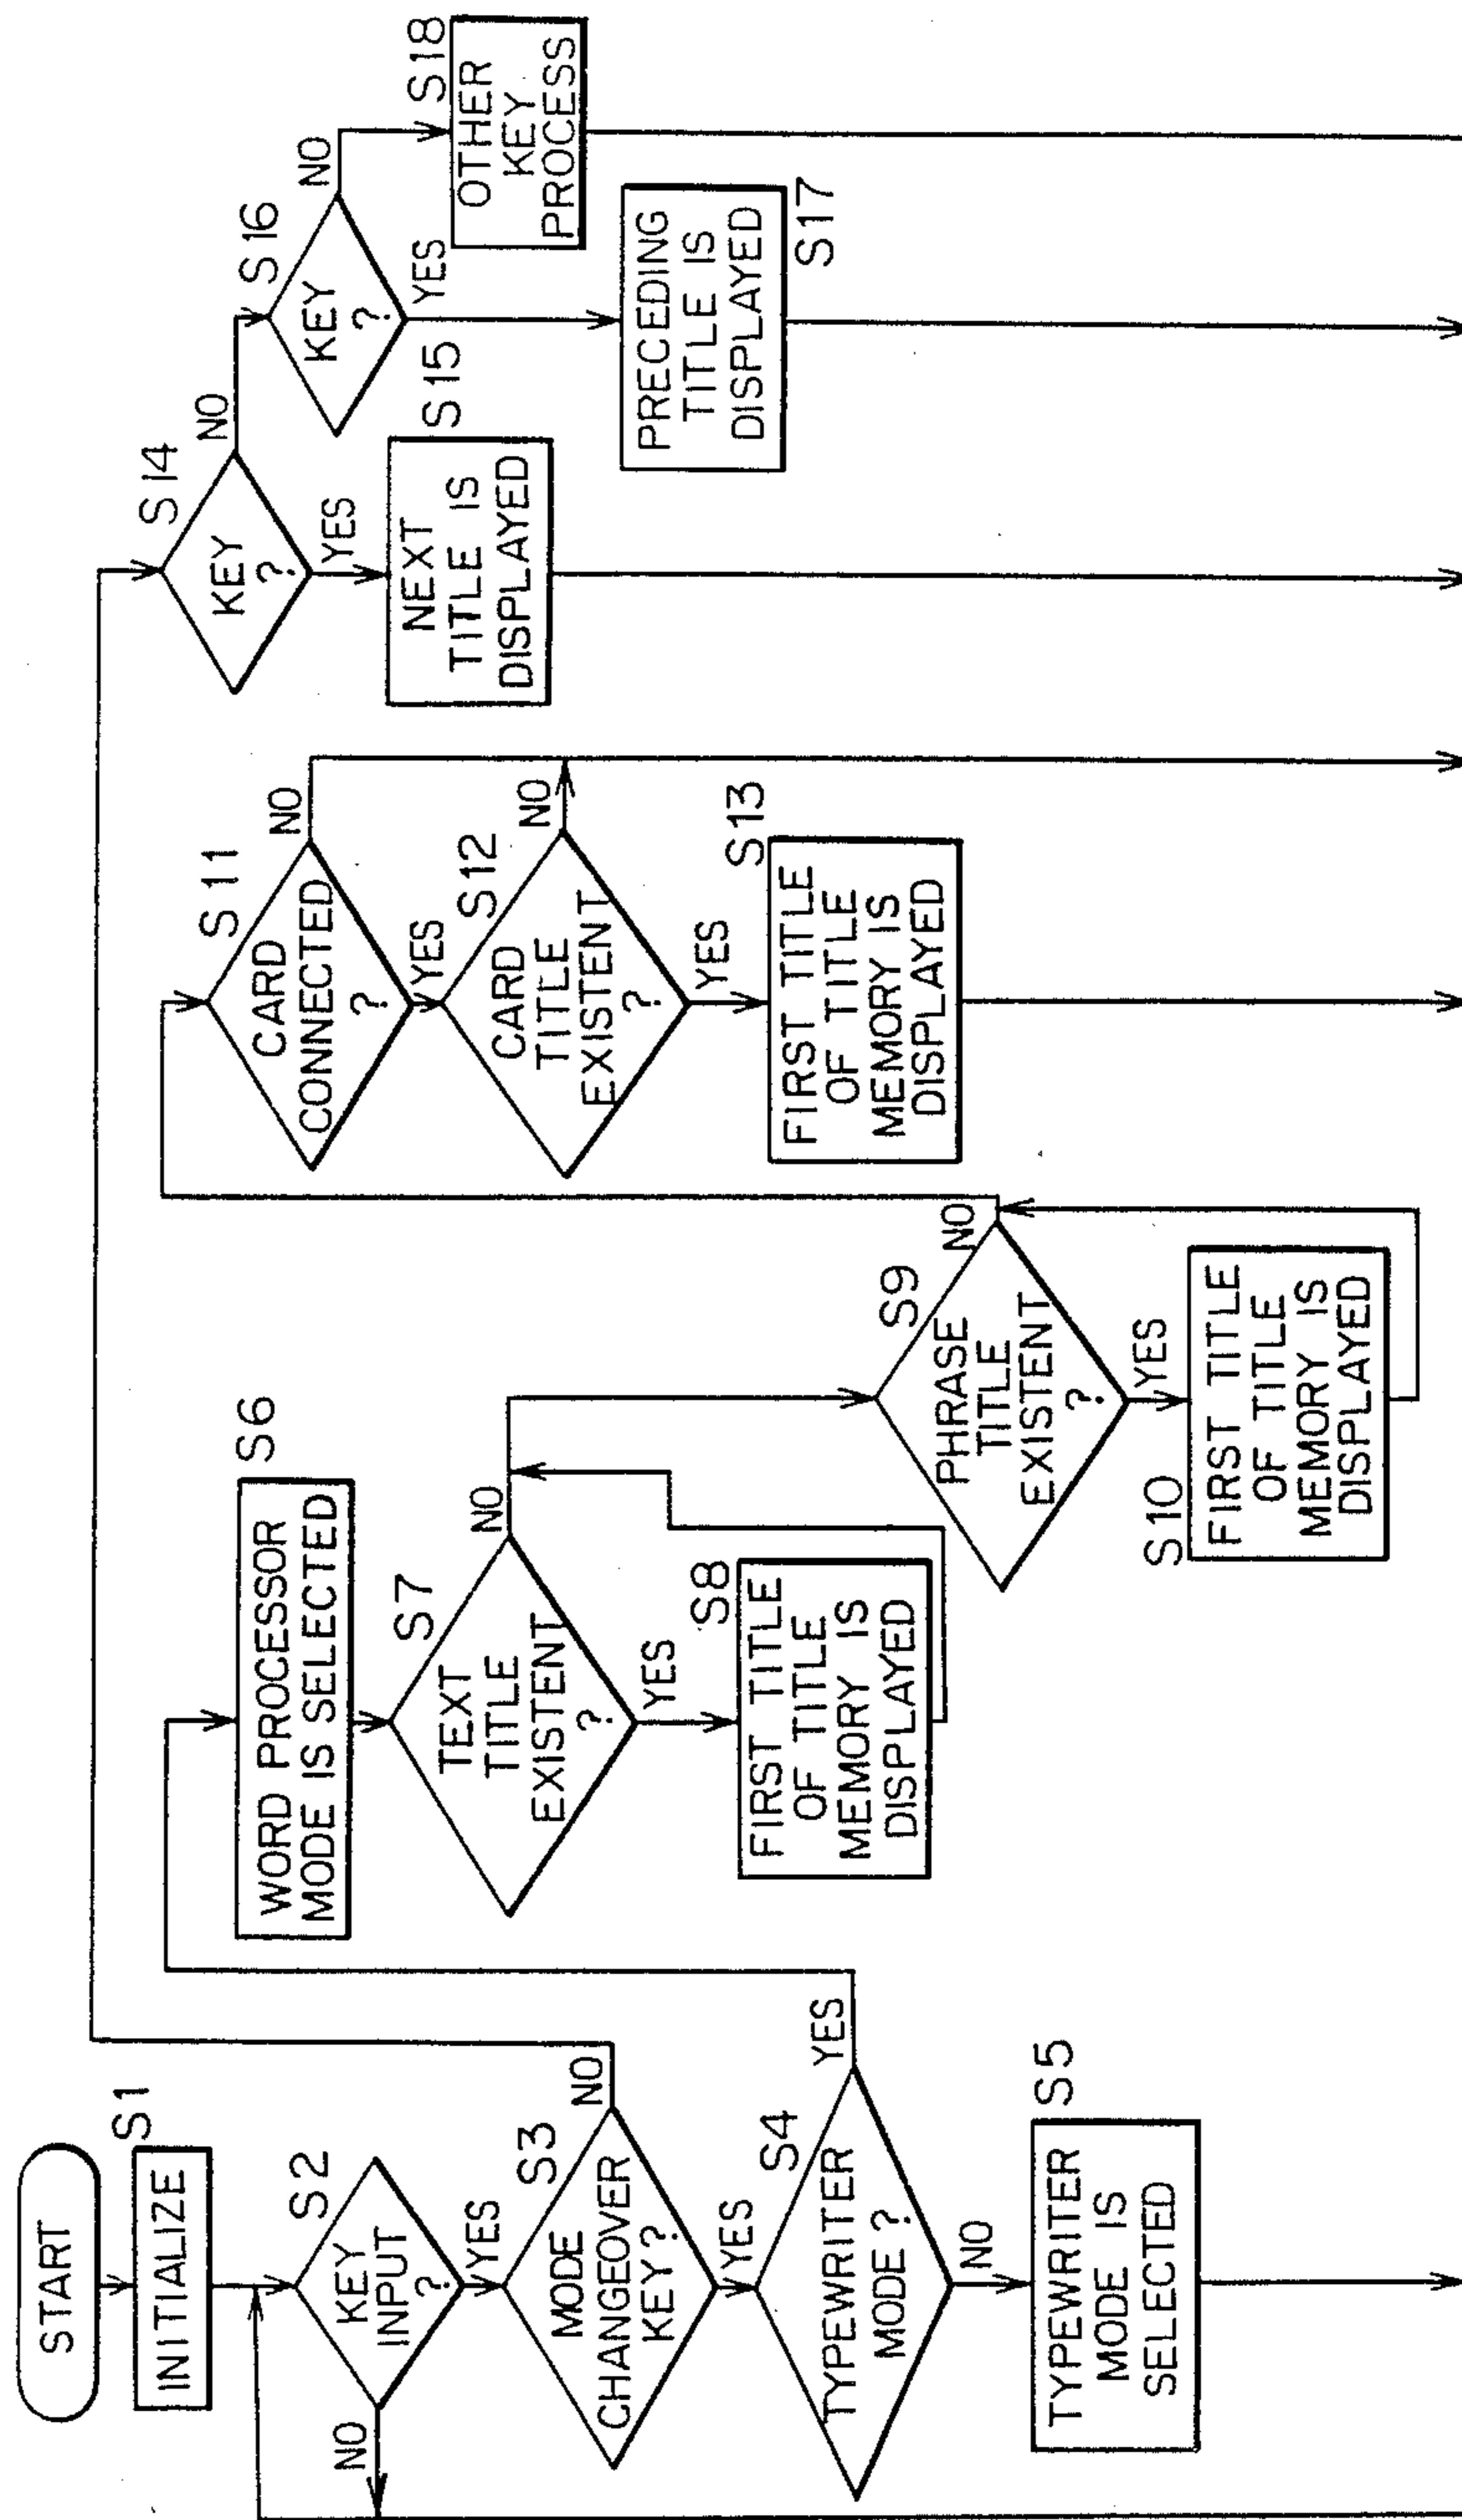 START
S1
INITIALIZE
S2
KEY
INPUT
?
NO
YES
S3
MODE
CHANGEOVER
KEY?
NO
YES
S4
TYPEWRITER
MODE?
YES
NO
S5
TYPEWRITER
MODE IS
SELECTED
S6
WORD PROCESSOR
MODE IS SELECTED
S7
TEXT
TITLE
EXISTENT
?
NO
YES
S8
FIRST TITLE
OF TITLE
MEMORY IS
DISPLAYED
S9
PHRASE
TITLE
EXISTENT
?
NO
YES
S10
FIRST TITLE
OF TITLE
MEMORY IS
DISPLAYED
S11
CARD
CONNECTED
?
NO
YES
S12
CARD
TITLE
EXISTENT
?
NO
YES
S13
FIRST TITLE
OF TITLE
MEMORY IS
DISPLAYED
S14
KEY
?
NO
YES
S15
NEXT
TITLE IS
DISPLAYED
S16
KEY
?
NO
YES
PRECEDING
TITLE IS
DISPLAYED
S17
S18
OTHER
KEY
PROCESS